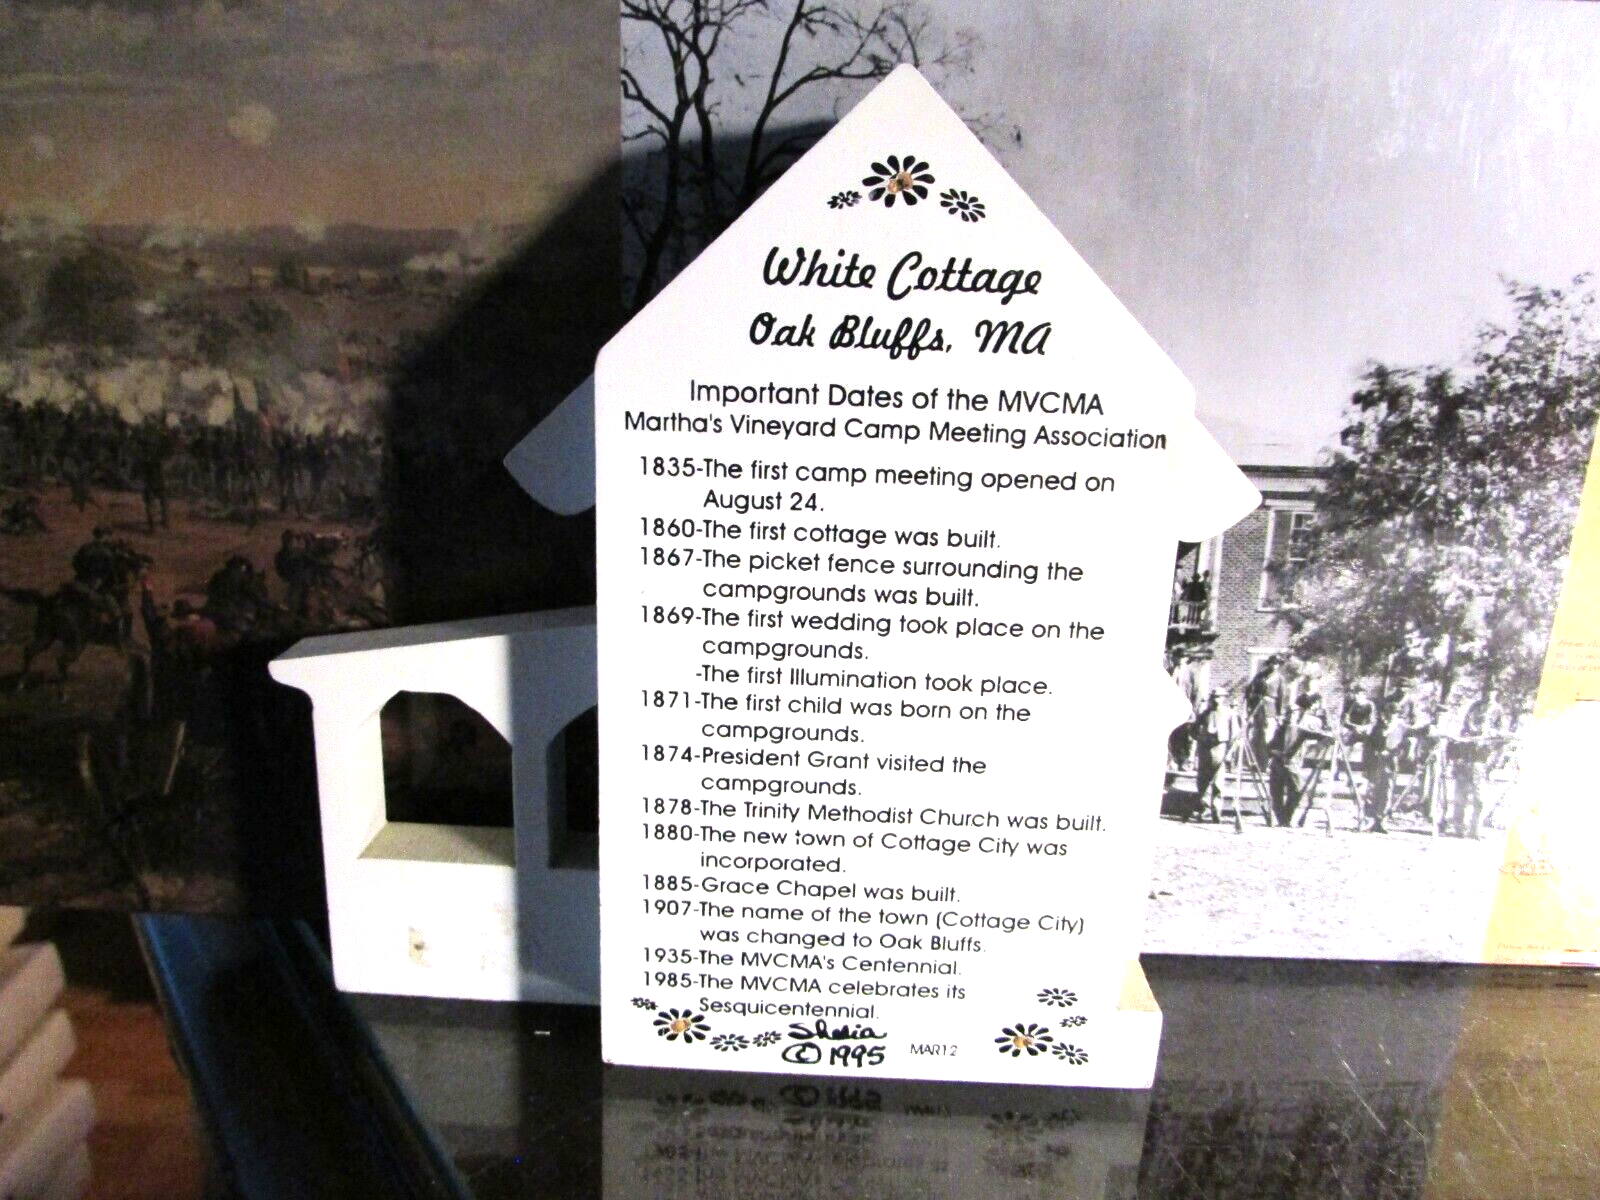 White Cottage
Oak Bluffs, MA
Important Dates of the MVCMA
Martha's Vineyard Camp Meeting Association
1835-The first camp meeting opened on
August 24.
1860-The first cottage was built.
1867-The picket fence surrounding the
campgrounds was built.
1869-The first wedding took place on the
campgrounds.
-The first Illumination took place.
1871-The first child was born on the
campgrounds.
1874-President Grant visited the
campgrounds.
1878-The Trinity Methodist Church was built.
1880-The new town of Cottage City was
incorporated.
1885-Grace Chapel was built.
1907-The name of the town (Cottage City)
was changed to Oak Bluffs.
1935-The MVCMA's Centennial.
1985-The MVCMA celebrates its
Sesquicentennial.
Sheila
© 1995
MAR12